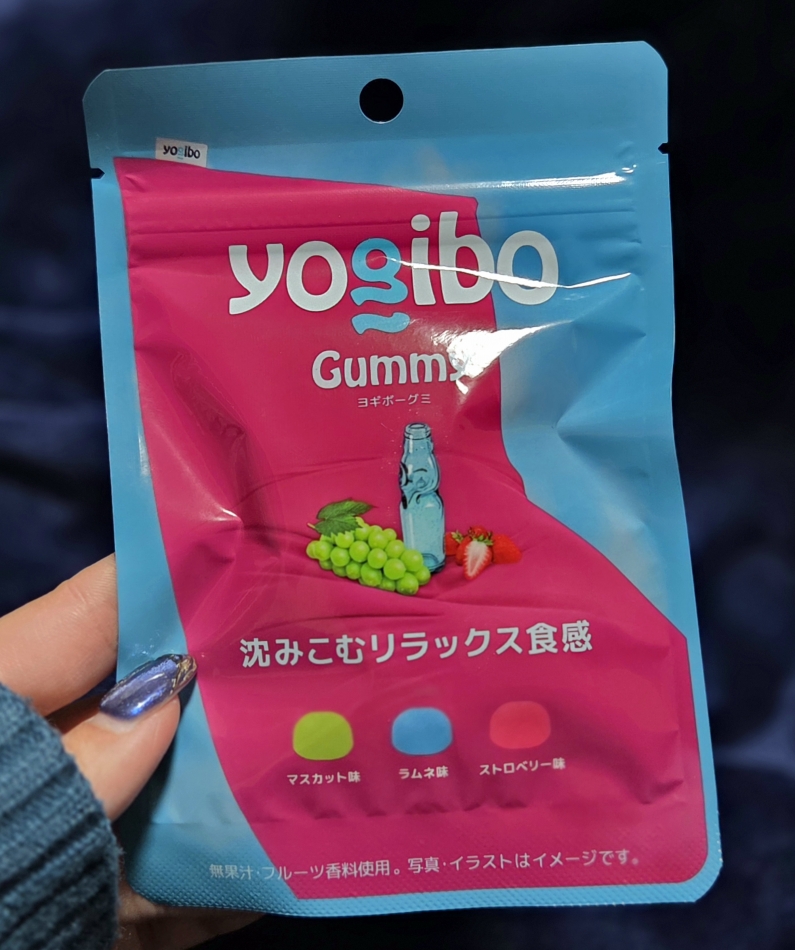 yogibo
yogibo
Gummy
ヨギボーグミ
沈みこむリラックス食感
マスカット味 ラムネ味 ストロベリー味
無果汁・フルーツ香料使用。写真・イラストはイメージです。